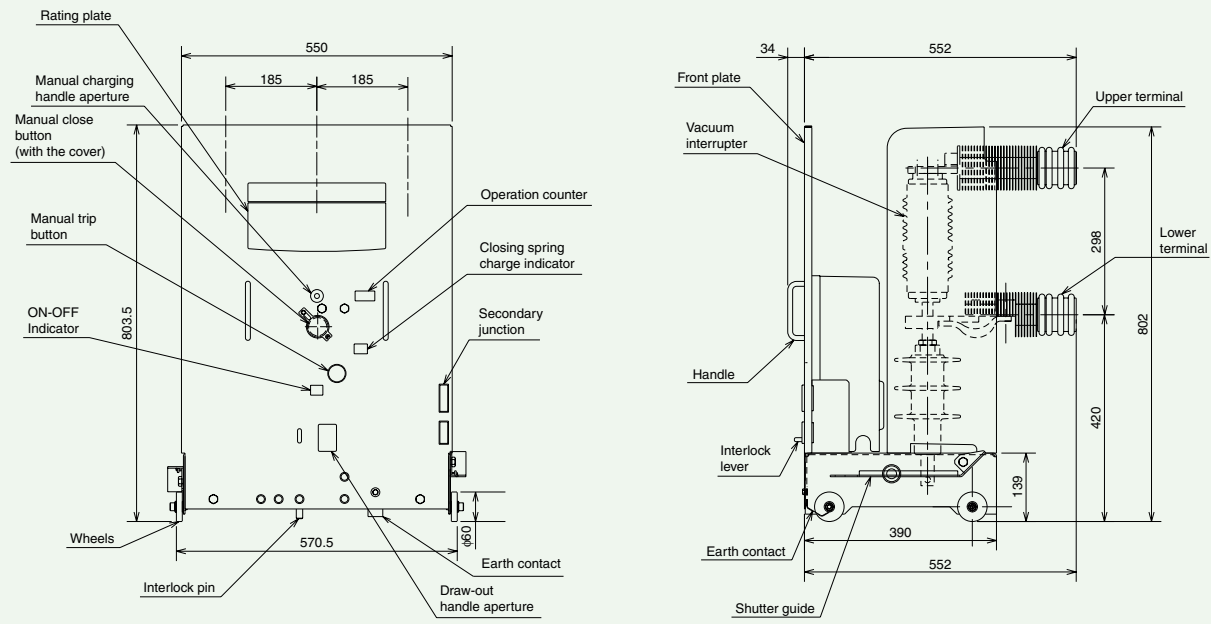 Rating plate
550
185
185
Manual charging
handle aperture
Manual close
button
(with the cover)
Manual trip
button
ON-OFF
Indicator
803.5
Operation counter
Closing spring
charge indicator
Secondary
junction
Wheels
570.5
ϕ60
Interlock pin
Earth contact
Draw-out
handle aperture
34
552
Front plate
Upper terminal
Vacuum
interrupter
Lower
terminal
298
802
Handle
420
Interlock
lever
139
Earth contact
390
552
Shutter guide